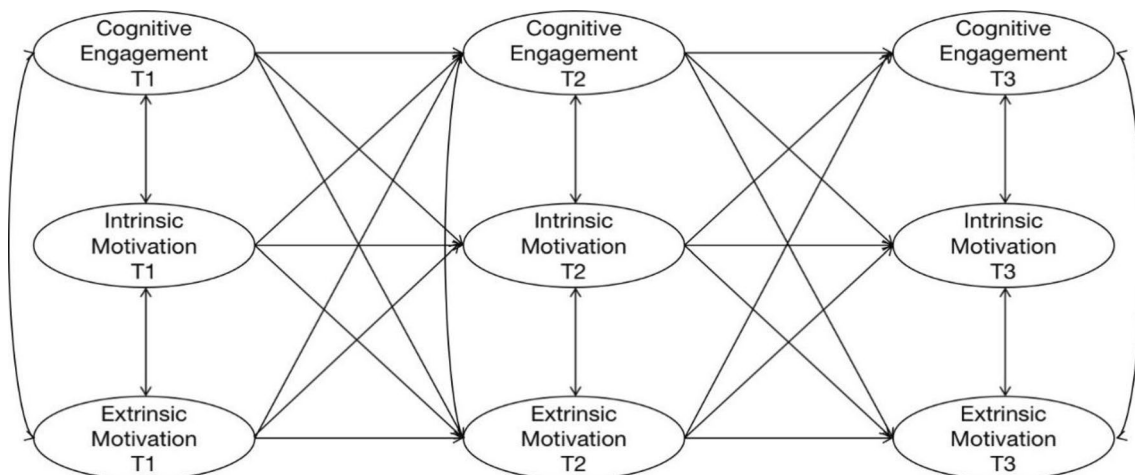 Cognitive
Engagement
T1
Cognitive
Engagement
T2
Cognitive
Engagement
T3
Intrinsic
Motivation
T1
Intrinsic
Motivation
T2
Intrinsic
Motivation
T3
Extrinsic
Motivation
T1
Extrinsic
Motivation
T2
Extrinsic
Motivation
T3